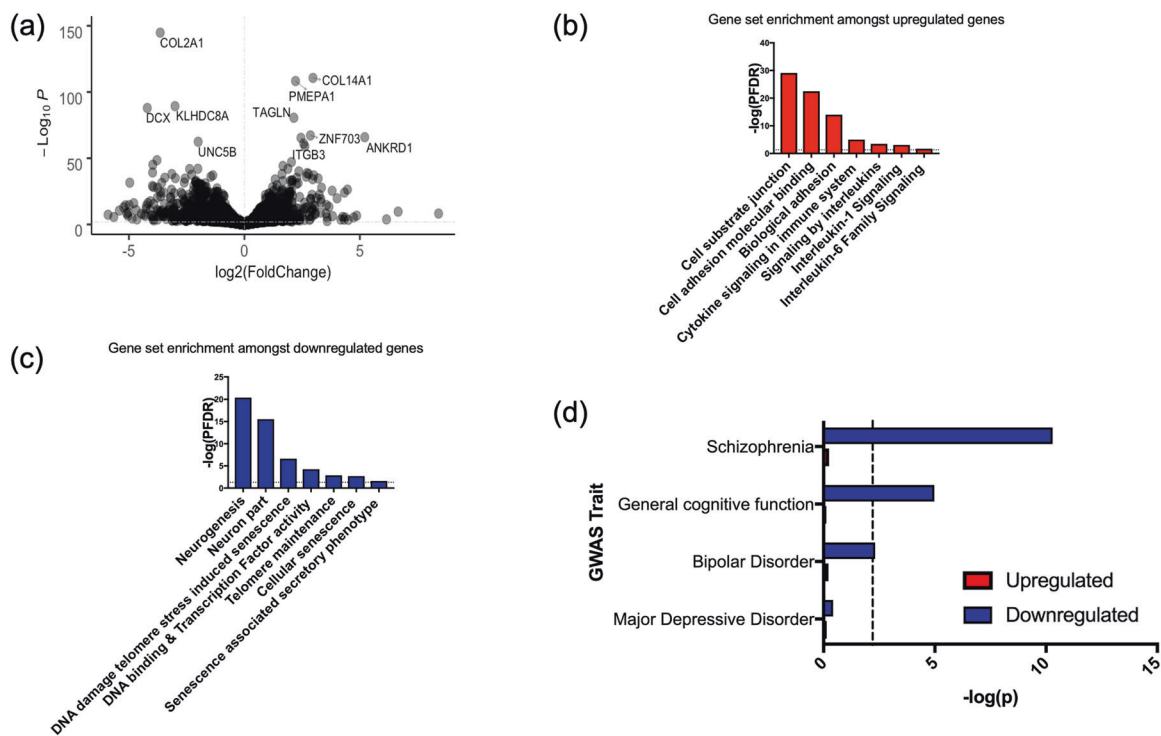 (a)
150
100
50
0
− Log10 P
COL2A1
COL14A1
PMEPA1
DCX
KLHDC8A
TAGLN
ZNF703
UNC5B
ITGB3
ANKRD1
-5
0
5
log2(FoldChange)
(b)
Gene set enrichment amongst upregulated genes
-log(PFDR)
40
30
20
10
0
Cell substrate junction
Cell adhesion molecular binding
Biological adhesion
Cytokine signaling in immune system
Signaling by interleukins
Interleukin-1 Signaling
Interleukin-6 Family Signaling
(c)
Gene set enrichment amongst downregulated genes
-log(PFDR)
25
20
15
10
5
0
Neurogenesis
Neuron part
DNA damage telomere stress induced senescence
DNA binding & Transcription Factor activity
Telomere maintenance
Cellular senescence
Senescence associated secretory phenotype
(d)
GWAS Trait
Schizophrenia
General cognitive function
Bipolar Disorder
Major Depressive Disorder
Upregulated
Downregulated
0
5
10
15
-log(p)